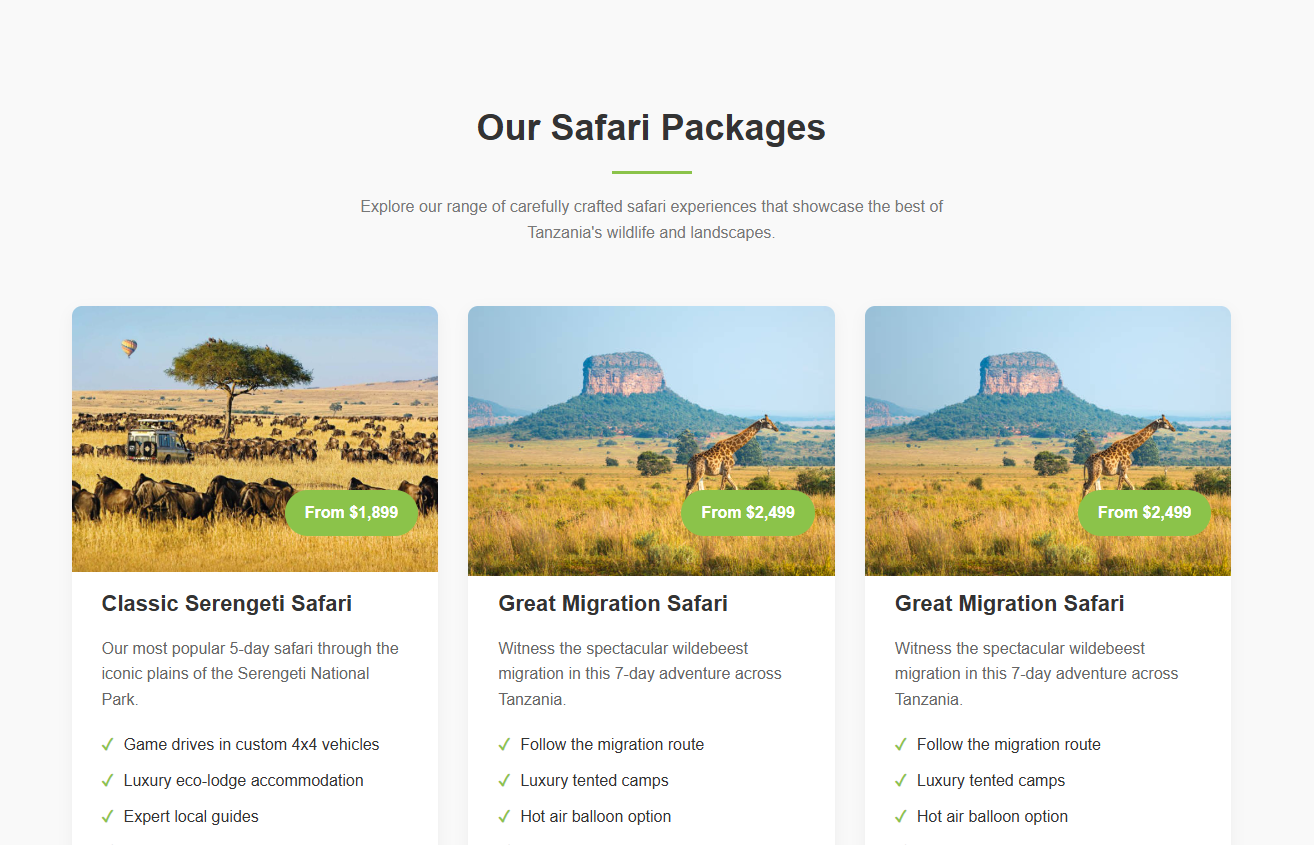 Our Safari Packages
Explore our range of carefully crafted safari experiences that showcase the best of
Tanzania's wildlife and landscapes.
From $1,899
Classic Serengeti Safari
Our most popular 5-day safari through the
iconic plains of the Serengeti National
Park.
✓ Game drives in custom 4x4 vehicles
✓ Luxury eco-lodge accommodation
✓ Expert local guides
From $2,499
Great Migration Safari
Witness the spectacular wildebeest
migration in this 7-day adventure across
Tanzania.
✓ Follow the migration route
✓ Luxury tented camps
✓ Hot air balloon option
From $2,499
Great Migration Safari
Witness the spectacular wildebeest
migration in this 7-day adventure across
Tanzania.
✓ Follow the migration route
✓ Luxury tented camps
✓ Hot air balloon option